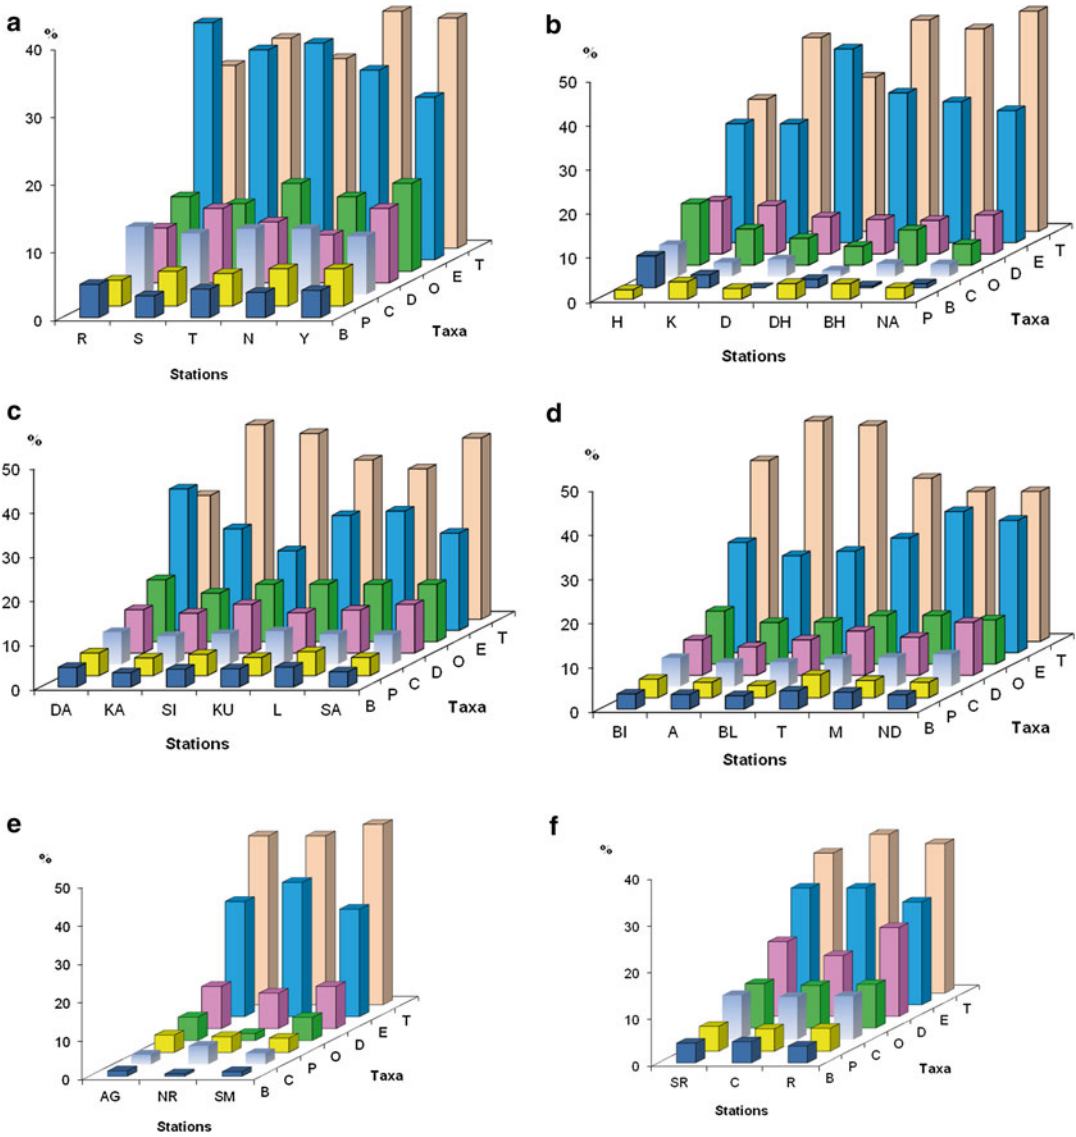 a
%
40
30
20
10
0
R S T N Y
B P C D O E T
Taxa
Stations
b
%
50
40
30
20
10
0
H K D DH BH NA
P B C O D E T
Taxa
Stations
c
%
50
40
30
20
10
0
DA KA SI KU L SA
B P C D O E T
Taxa
Stations
d
%
50
40
30
20
10
0
BI A BL T M ND
B P C D O E T
Taxa
Stations
e
%
50
40
30
20
10
0
AG NR SM
B C P O D E T
Taxa
Stations
f
%
40
30
20
10
0
SR C R
B P C O D E T
Taxa
Stations